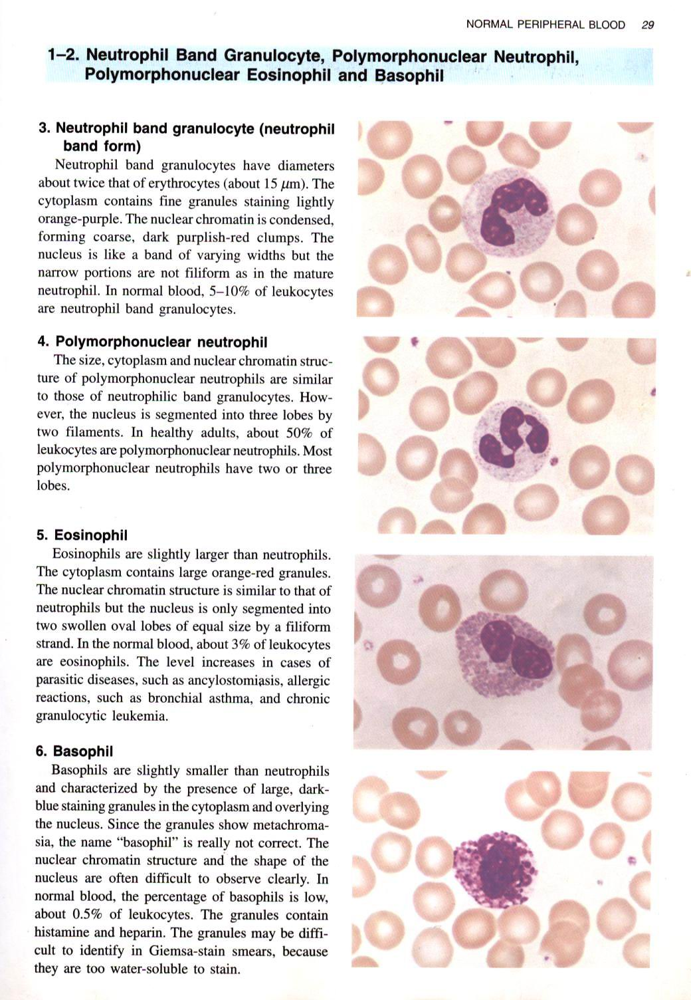 NORMAL PERIPHERAL BLOOD 29
1–2. Neutrophil Band Granulocyte, Polymorphonuclear Neutrophil,
Polymorphonuclear Eosinophil and Basophil
3. Neutrophil band granulocyte (neutrophil
band form)
Neutrophil band granulocytes have diameters
about twice that of erythrocytes (about 15 μm). The
cytoplasm contains fine granules staining lightly
orange-purple. The nuclear chromatin is condensed,
forming coarse, dark purplish-red clumps. The
nucleus is like a band of varying widths but the
narrow portions are not filiform as in the mature
neutrophil. In normal blood, 5–10% of leukocytes
are neutrophil band granulocytes.
4. Polymorphonuclear neutrophil
The size, cytoplasm and nuclear chromatin struc-
ture of polymorphonuclear neutrophils are similar
to those of neutrophilic band granulocytes. How-
ever, the nucleus is segmented into three lobes by
two filaments. In healthy adults, about 50% of
leukocytes are polymorphonuclear neutrophils. Most
polymorphonuclear neutrophils have two or three
lobes.
5. Eosinophil
Eosinophils are slightly larger than neutrophils.
The cytoplasm contains large orange-red granules.
The nuclear chromatin structure is similar to that of
neutrophils but the nucleus is only segmented into
two swollen oval lobes of equal size by a filiform
strand. In the normal blood, about 3% of leukocytes
are eosinophils. The level increases in cases of
parasitic diseases, such as ancylostomiasis, allergic
reactions, such as bronchial asthma, and chronic
granulocytic leukemia.
6. Basophil
Basophils are slightly smaller than neutrophils
and characterized by the presence of large, dark-
blue staining granules in the cytoplasm and overlying
the nucleus. Since the granules show metachroma-
sia, the name “basophil” is really not correct. The
nuclear chromatin structure and the shape of the
nucleus are often difficult to observe clearly. In
normal blood, the percentage of basophils is low,
about 0.5% of leukocytes. The granules contain
histamine and heparin. The granules may be diffi-
cult to identify in Giemsa-stain smears, because
they are too water-soluble to stain.